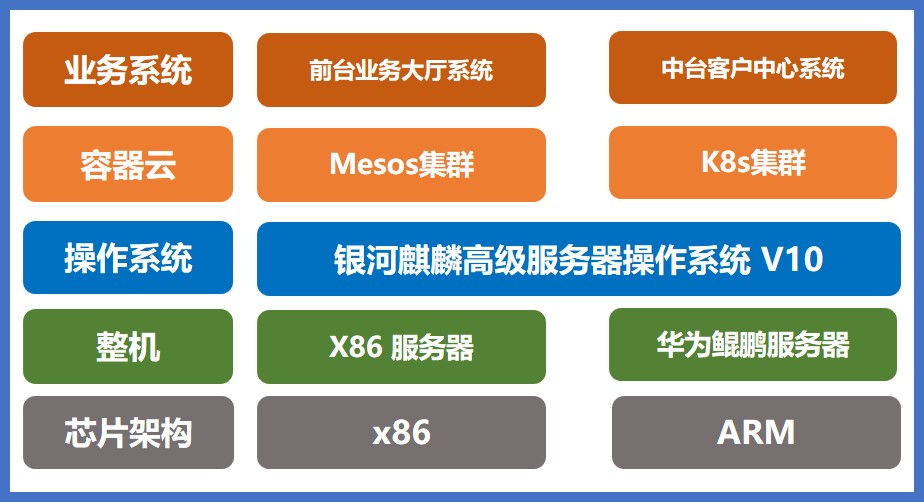 业务系统
前台业务大厅系统
中台客户中心系统
容器云
Mesos集群
K8s集群
操作系统
银河麒麟高级服务器操作系统 V10
整机
X86 服务器
华为鲲鹏服务器
芯片架构
x86
ARM